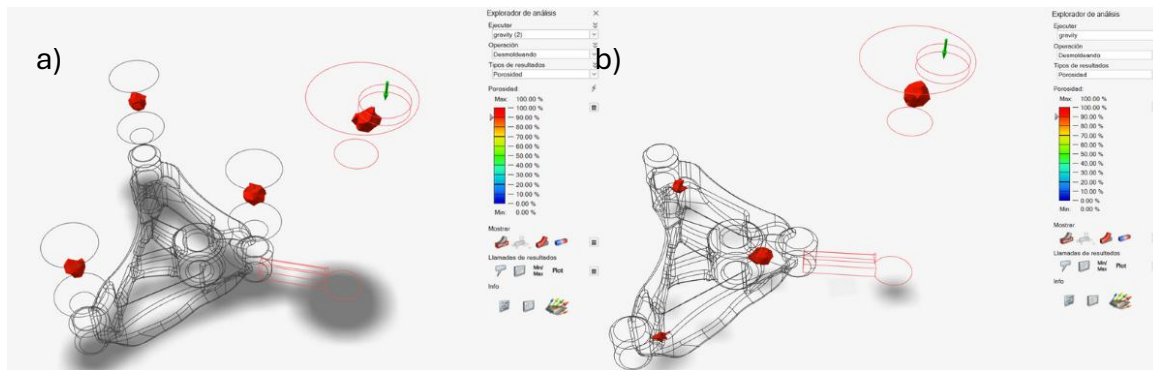 a)
Explorador de análisis
Ejecutar
gravity (2)
Operación
Desmoldeando
Tipos de resultados
Porosidad
Porosidad
Max: 100.00 %
100.00 %
90.00 %
80.00 %
70.00 %
60.00 %
50.00 %
40.00 %
30.00 %
20.00 %
10.00 %
0.00 %
Min: 0.00 %
Mostrar
Llamadas de resultados
Min/
Max
Plot
Info
b)
Explorador de análisis
Ejecutar
gravity
Operación
Desmoldeando
Tipos de resultados
Porosidad
Porosidad
Max: 100.00 %
100.00 %
90.00 %
80.00 %
70.00 %
60.00 %
50.00 %
40.00 %
30.00 %
20.00 %
10.00 %
0.00 %
Min: 0.00 %
Mostrar
Llamadas de resultados
Min/
Max
Plot
Info